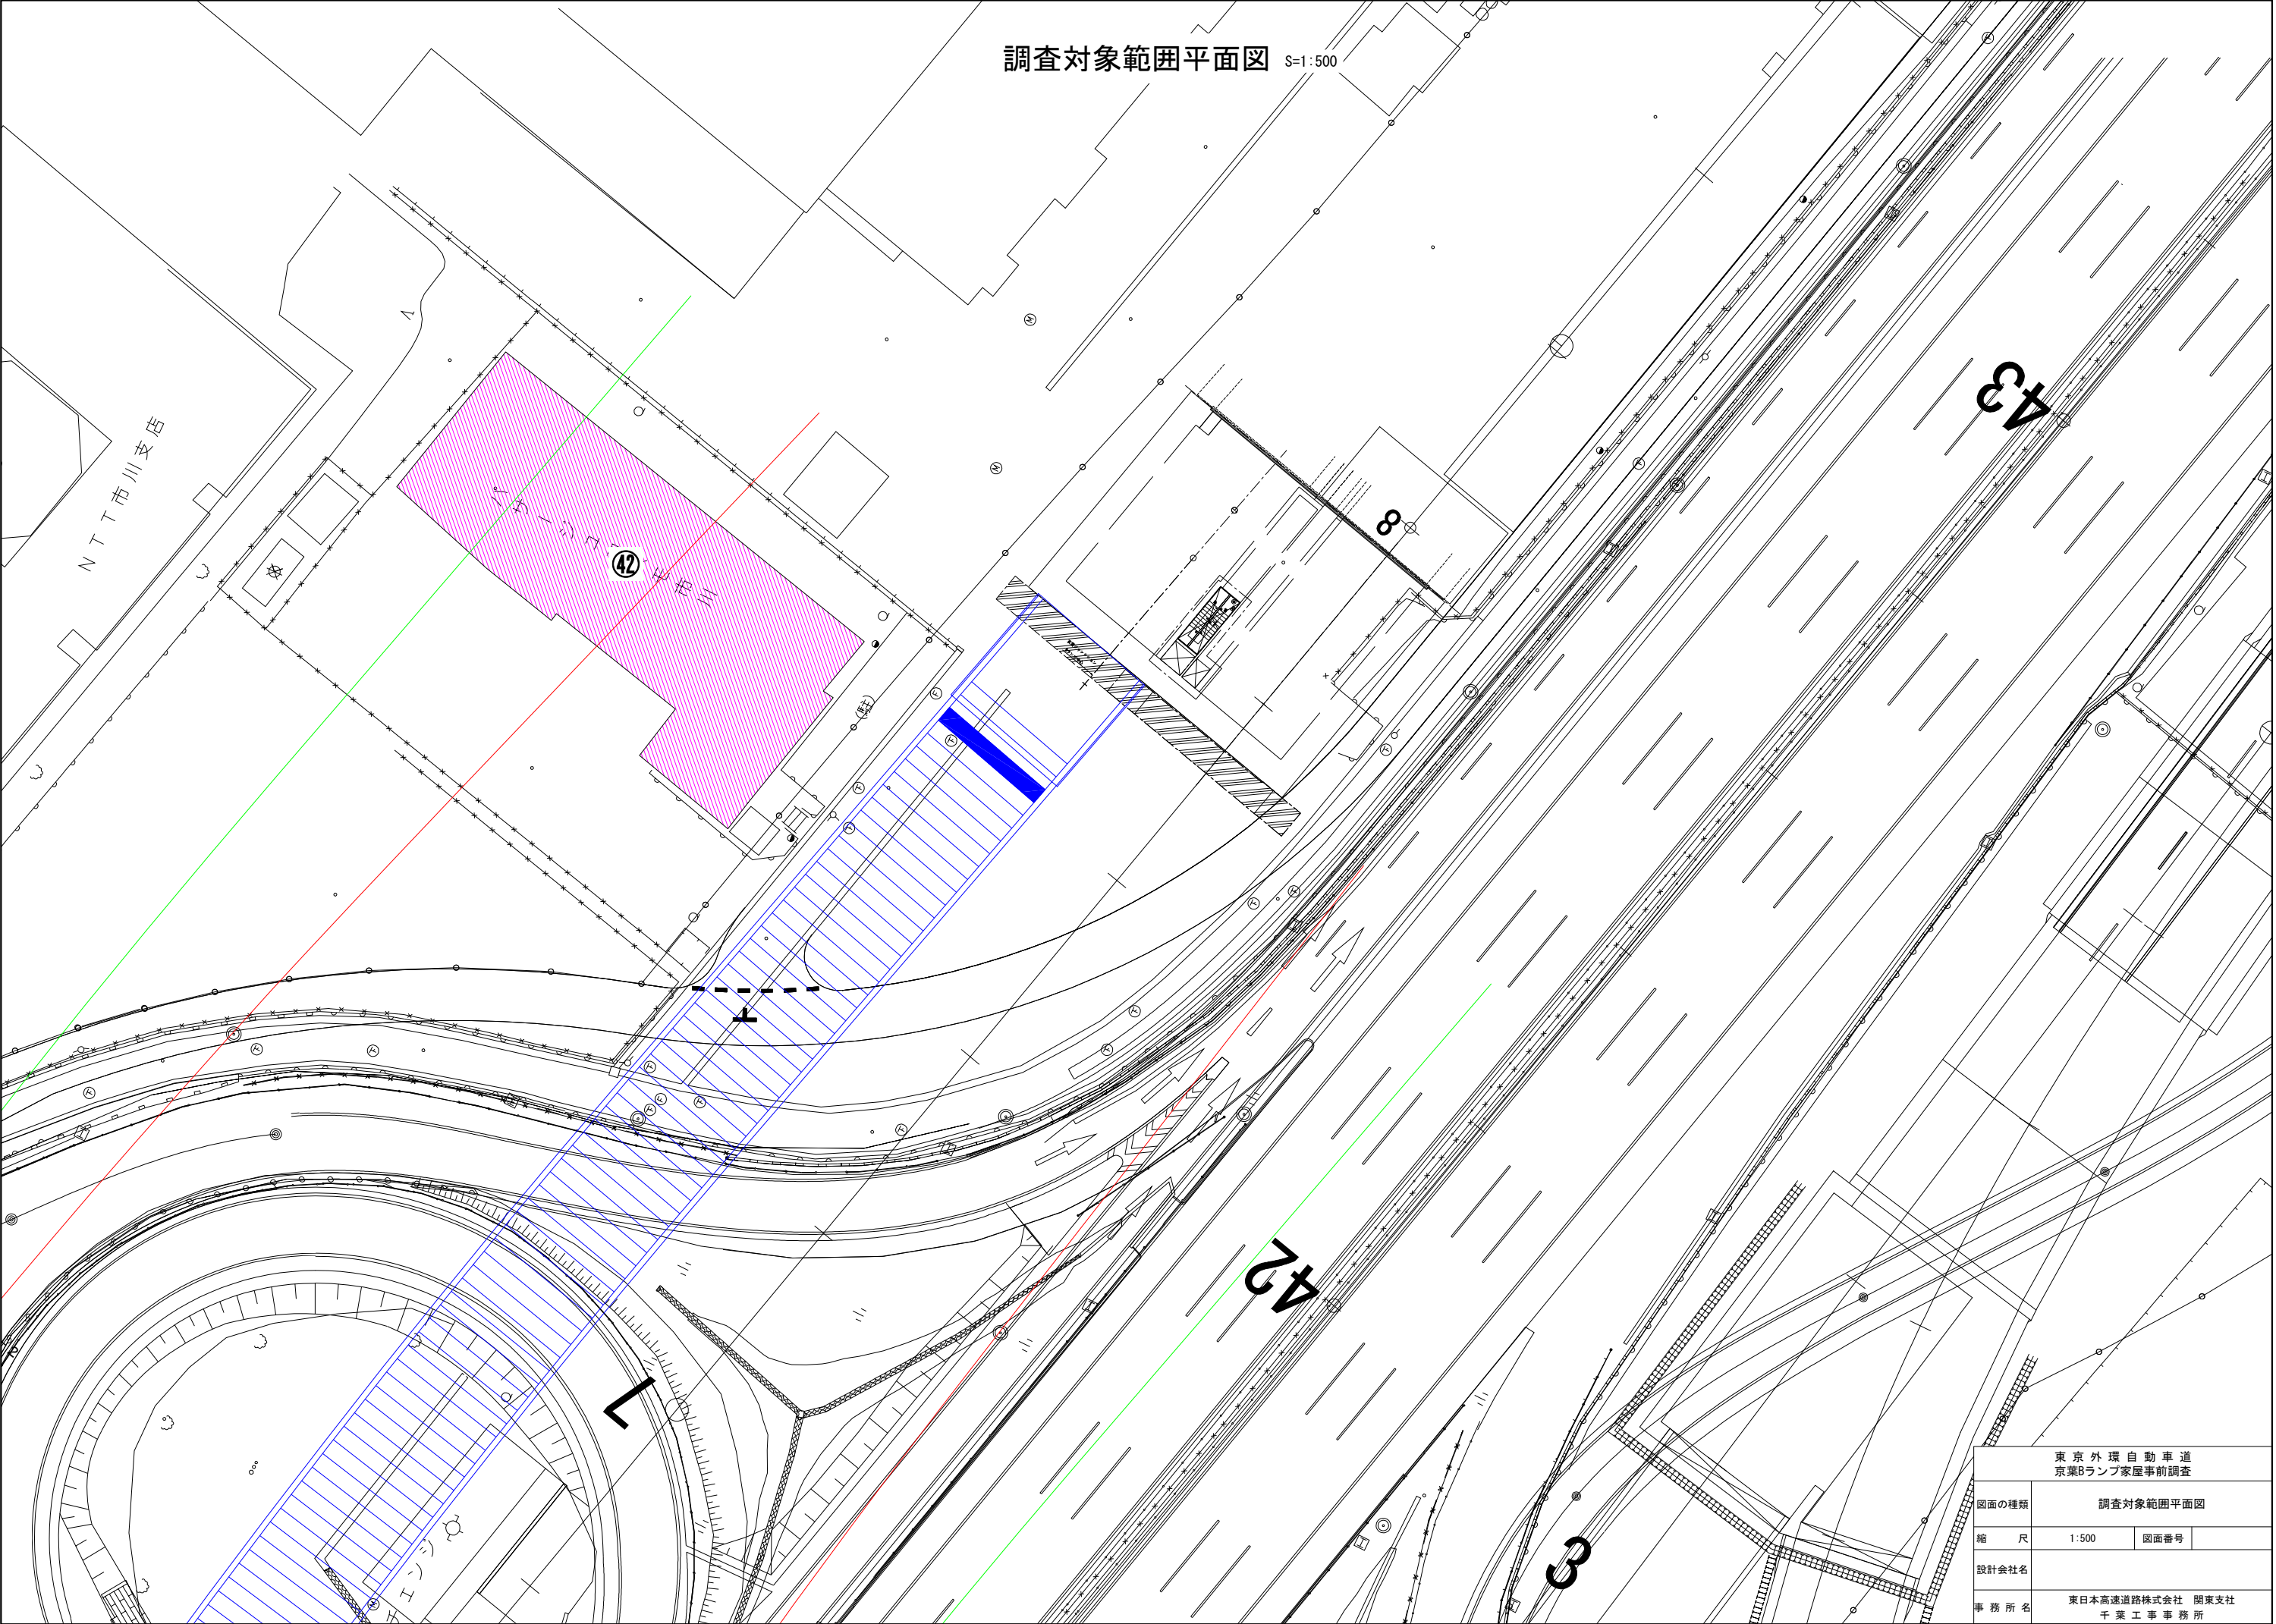 調査対象範囲平面図 S=1:500
43
NTT市川支店
8
㊷
市川
(駐)
42
7
3
東京外環自動車道
京葉Bランプ家屋事前調査
図面の種類 調査対象範囲平面図
縮尺 1:500 図面番号
設計会社名
事務所名 東日本高速道路株式会社 関東支社
千葉工事事務所